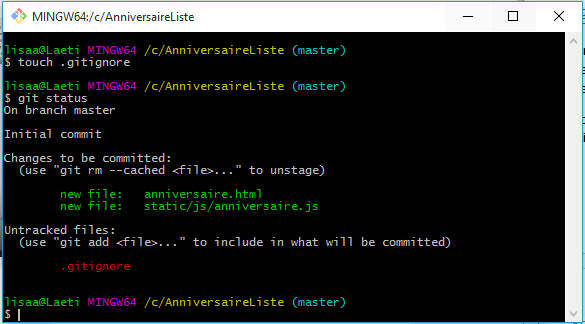 MINGW64:/c/AnniversaireListe
lisaa@Laeti MINGW64 /c/AnniversaireListe (master)
$ touch .gitignore
lisaa@Laeti MINGW64 /c/AnniversaireListe (master)
$ git status
On branch master
Initial commit
Changes to be committed:
(use "git rm --cached <file>..." to unstage)
new file: anniversaire.html
new file: static/js/anniversaire.js
Untracked files:
(use "git add <file>..." to include in what will be committed)
.gitignore
lisaa@Laeti MINGW64 /c/AnniversaireListe (master)
$